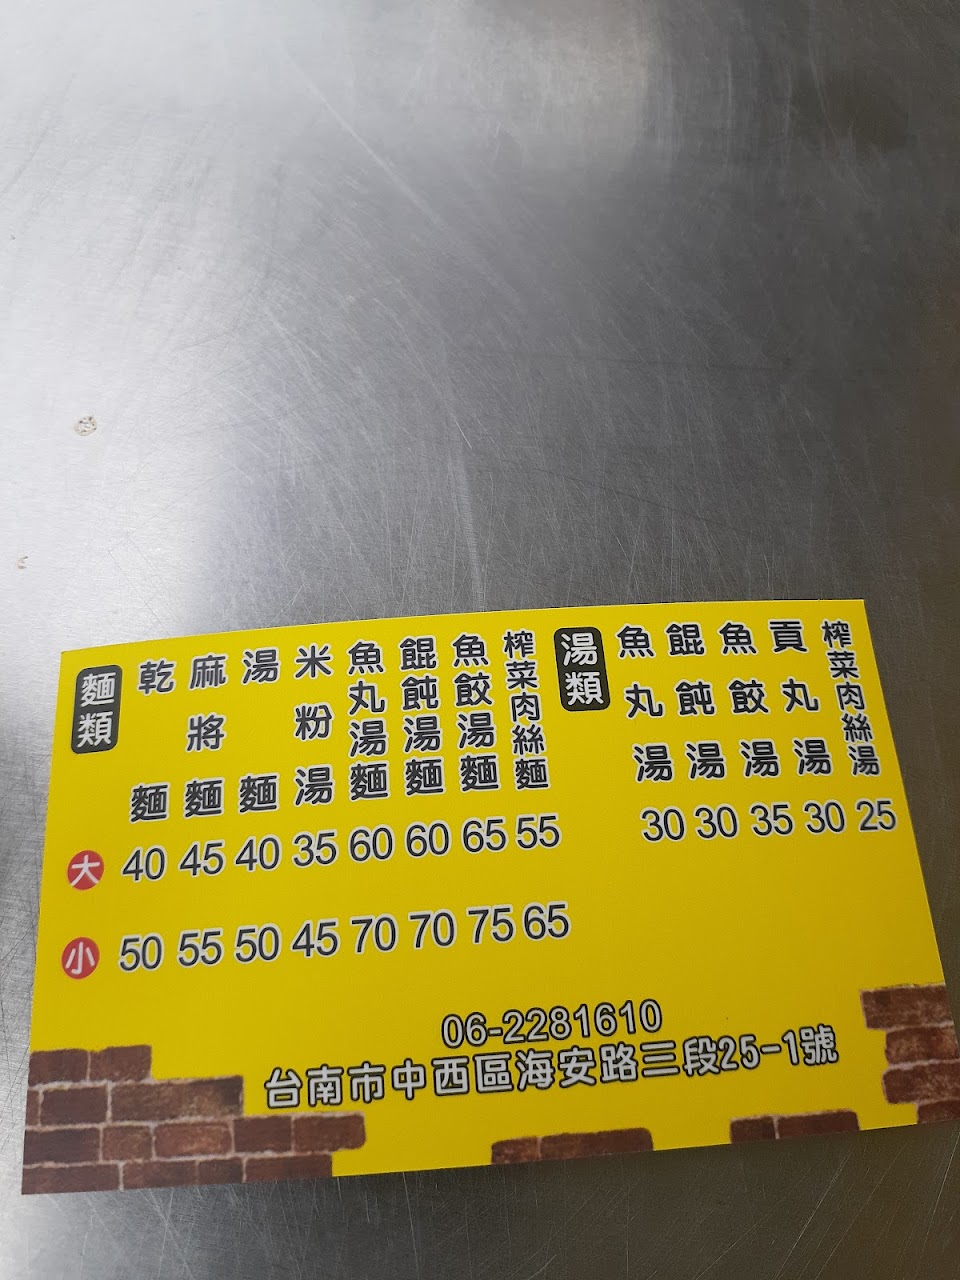 麵類
乾麵
麻將麵
湯麵
米粉湯
魚丸湯麵
餛飩湯麵
魚餃湯麵
榨菜肉絲麵
大 40 45 40 35 60 60 65 55
小 50 55 50 45 70 70 75 65
湯類
魚丸湯
餛飩湯
魚餃湯
貢丸湯
榨菜肉絲湯
30 30 35 30 25
06-2281610
台南市中西區海安路三段25-1號